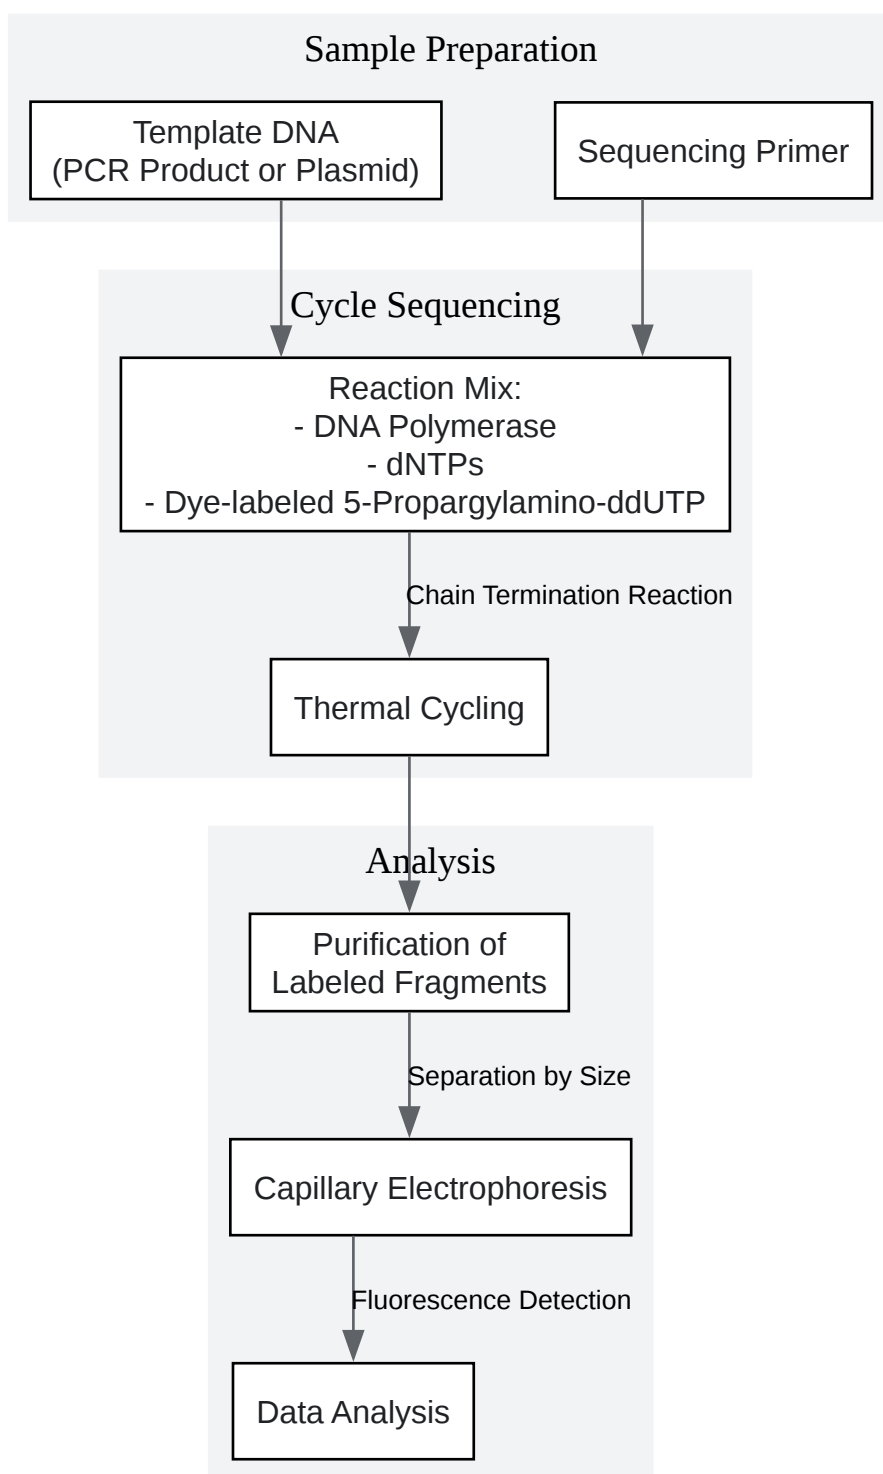 Sample Preparation
Template DNA
(PCR Product or Plasmid)
Sequencing Primer
Cycle Sequencing
Reaction Mix:
- DNA Polymerase
- dNTPs
- Dye-labeled 5-Propargylamino-ddUTP
Chain Termination Reaction
Thermal Cycling
Analysis
Purification of
Labeled Fragments
Separation by Size
Capillary Electrophoresis
Fluorescence Detection
Data Analysis